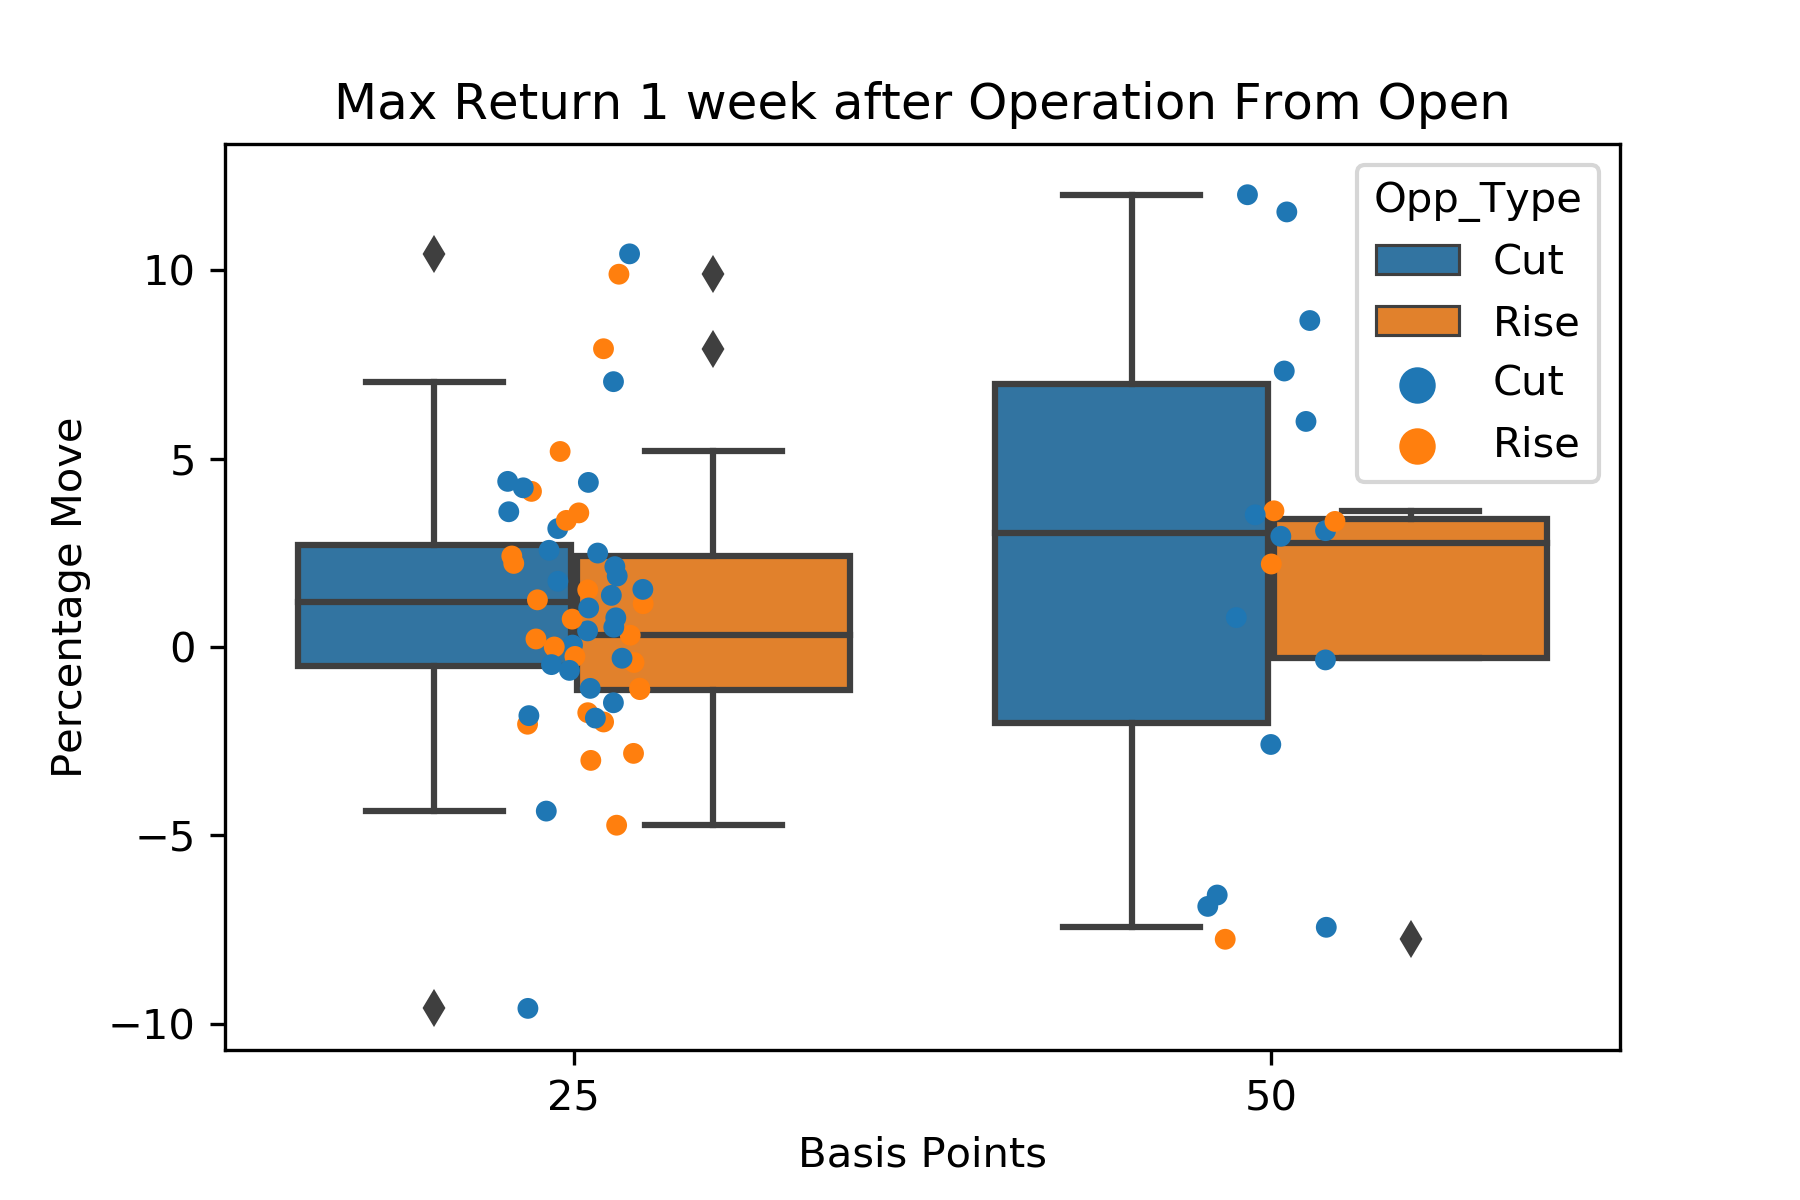 Max Return 1 week after Operation From Open
Opp_Type
Cut
Rise
Cut
Rise
10
5
0
−5
−10
Percentage Move
25
50
Basis Points